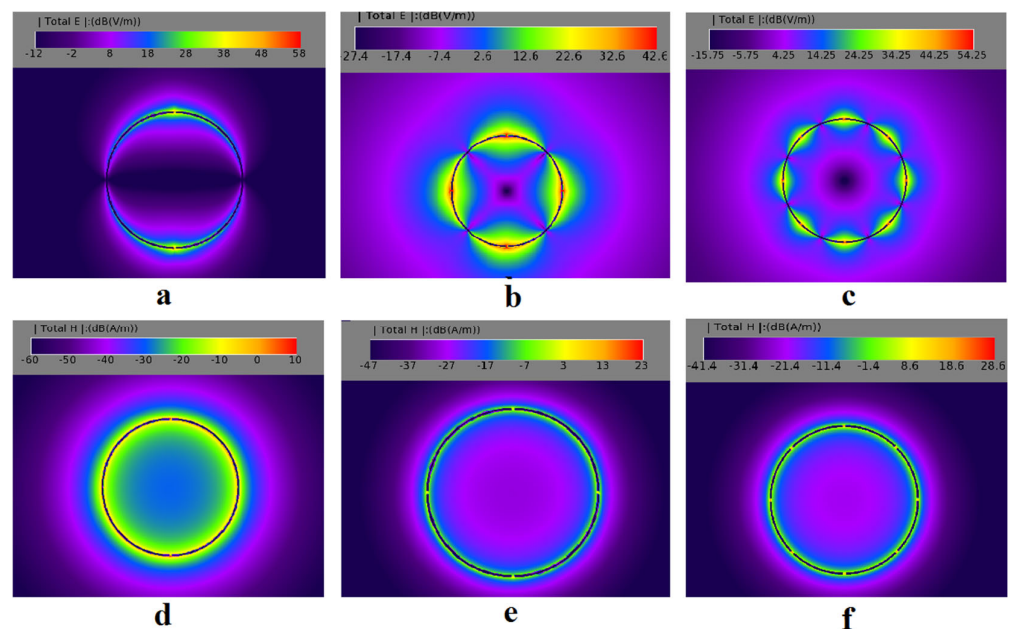 | Total E |:(dB(V/m))
-12 -2 8 18 28 38 48 58
a
| Total E |:(dB(V/m))
-27.4 -17.4 -7.4 2.6 12.6 22.6 32.6 42.6
b
| Total E |:(dB(V/m))
-15.75 -5.75 4.25 14.25 24.25 34.25 44.25 54.25
c
| Total H |:(dB(A/m))
-60 -50 -40 -30 -20 -10 0 10
d
| Total H |:(dB(A/m))
-47 -37 -27 -17 -7 3 13 23
e
| Total H |:(dB(A/m))
-41.4 -31.4 -21.4 -11.4 -1.4 8.6 18.6 28.6
f